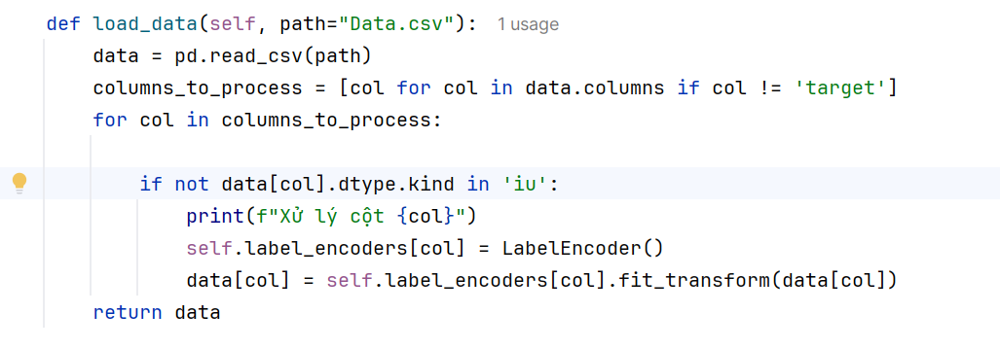 def load_data(self, path="Data.csv"): 1 usage
    data = pd.read_csv(path)
    columns_to_process = [col for col in data.columns if col != 'target']
    for col in columns_to_process:
        if not data[col].dtype.kind in 'iu':
            print(f"Xử lý cột {col}")
            self.label_encoders[col] = LabelEncoder()
            data[col] = self.label_encoders[col].fit_transform(data[col])
    return data